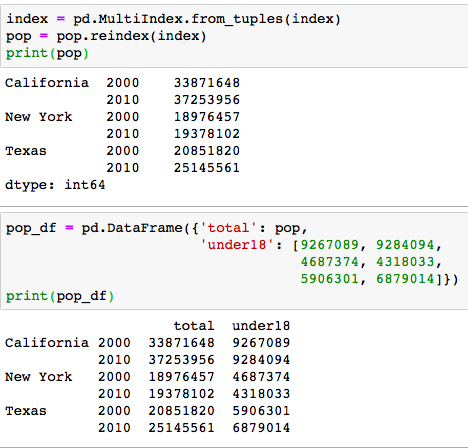 index = pd.MultiIndex.from_tuples(index)
pop = pop.reindex(index)
print(pop)
California  2000    33871648
            2010    37253956
New York    2000    18976457
            2010    19378102
Texas       2000    20851820
            2010    25145561
dtype: int64
pop_df = pd.DataFrame({'total': pop,
                       'under18': [9267089, 9284094,
                                   4687374, 4318033,
                                   5906301, 6879014]})
print(pop_df)
                    total  under18
California 2000  33871648  9267089
           2010  37253956  9284094
New York   2000  18976457  4687374
           2010  19378102  4318033
Texas      2000  20851820  5906301
           2010  25145561  6879014